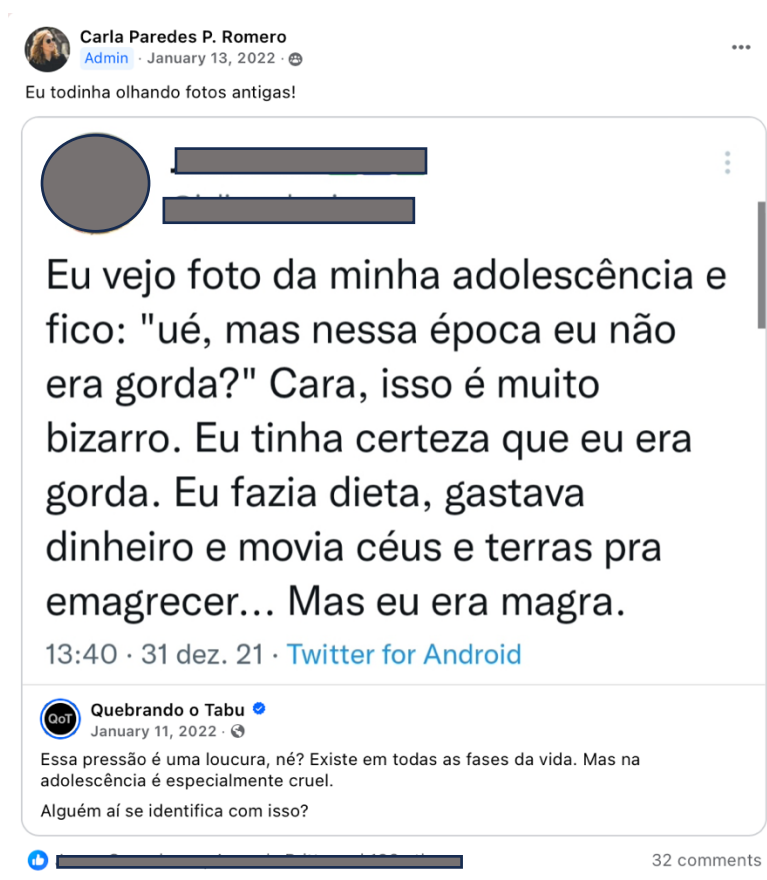 Carla Paredes P. Romero
Admin · January 13, 2022 ·
Eu todinha olhando fotos antigas!
Eu vejo foto da minha adolescência e
fico: "ué, mas nessa época eu não
era gorda?" Cara, isso é muito
bizarro. Eu tinha certeza que eu era
gorda. Eu fazia dieta, gastava
dinheiro e movia céus e terras pra
emagrecer... Mas eu era magra.
13:40 · 31 dez. 21 · Twitter for Android
QoT
Quebrando o Tabu
January 11, 2022 ·
Essa pressão é uma loucura, né? Existe em todas as fases da vida. Mas na
adolescência é especialmente cruel.
Alguém aí se identifica com isso?
32 comments